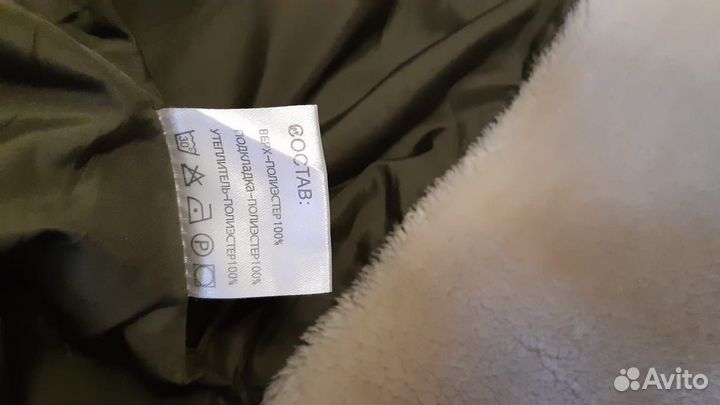 СОСТАВ:
ВЕРХ-ПОЛИЭСТЕР100%
ПОДКЛАДКА-ПОЛИЭСТЕР100%
УТЕПЛИТЕЛЬ-ПОЛИЭСТЕР100%
30° P
Avito